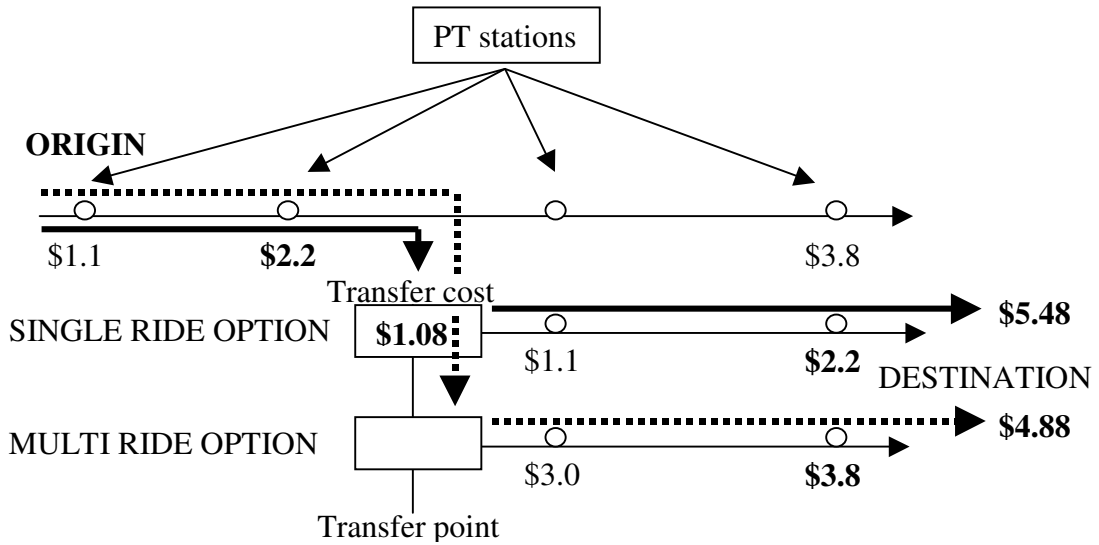 PT stations
ORIGIN
$1.1
$2.2
$3.8
Transfer cost
SINGLE RIDE OPTION
$1.08
$5.48
$1.1
$2.2
DESTINATION
MULTI RIDE OPTION
$4.88
$3.0
$3.8
Transfer point